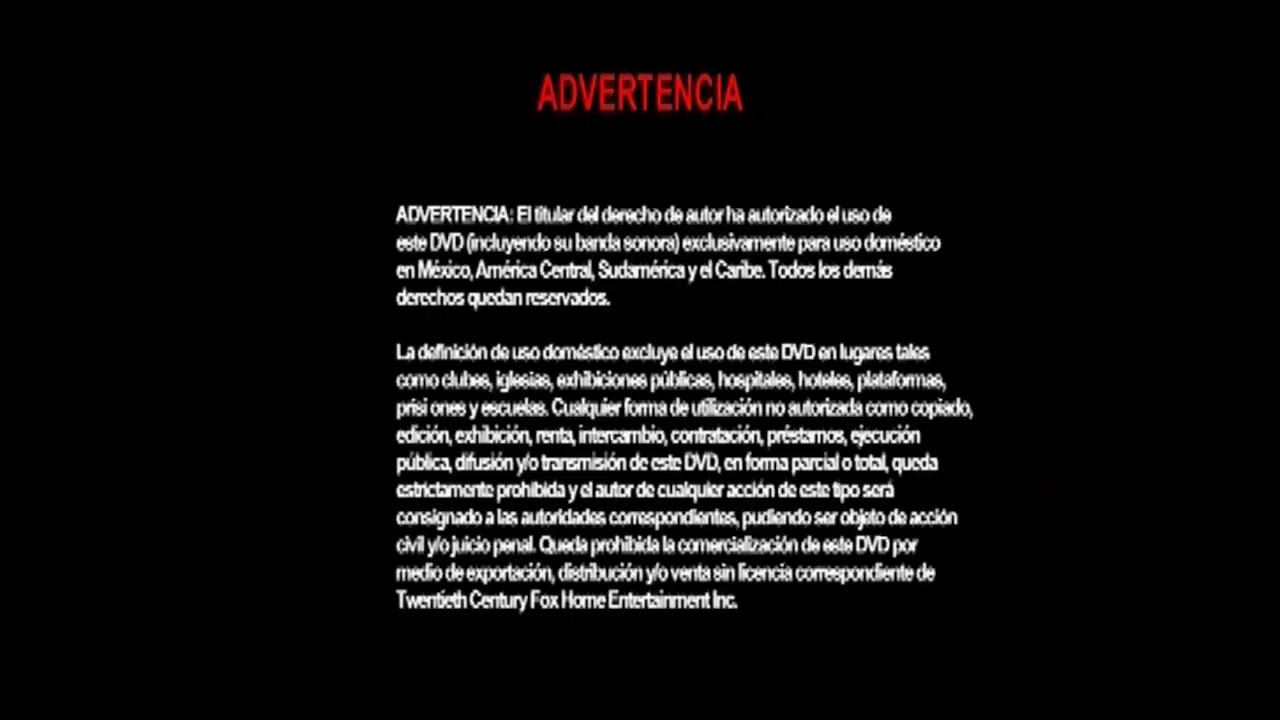 ADVERTENCIA
ADVERTENCIA: El titular del derecho de autor ha autorizado el uso de
este DVD (incluyendo su banda sonora) exclusivamente para uso doméstico
en México, América Central, Sudamérica y el Caribe. Todos los demás
derechos quedan reservados.
La definición de uso doméstico excluye el uso de este DVD en lugares tales
como clubes, iglesias, exhibiciones públicas, hospitales, hoteles, plataformas,
prisi ones y escuelas. Cualquier forma de utilización no autorizada como copiado,
edición, exhibición, renta, intercambio, contratación, préstamos, ejecución
pública, difusión y/o transmisión de este DVD, en forma parcial o total, queda
estrictamente prohibida y el autor de cualquier acción de este tipo será
consignado a las autoridades correspondientes, pudiendo ser objeto de acción
civil y/o juicio penal. Queda prohibida la comercialización de este DVD por
medio de exportación, distribución y/o venta sin licencia correspondiente de
Twentieth Century Fox Home Entertainment Inc.